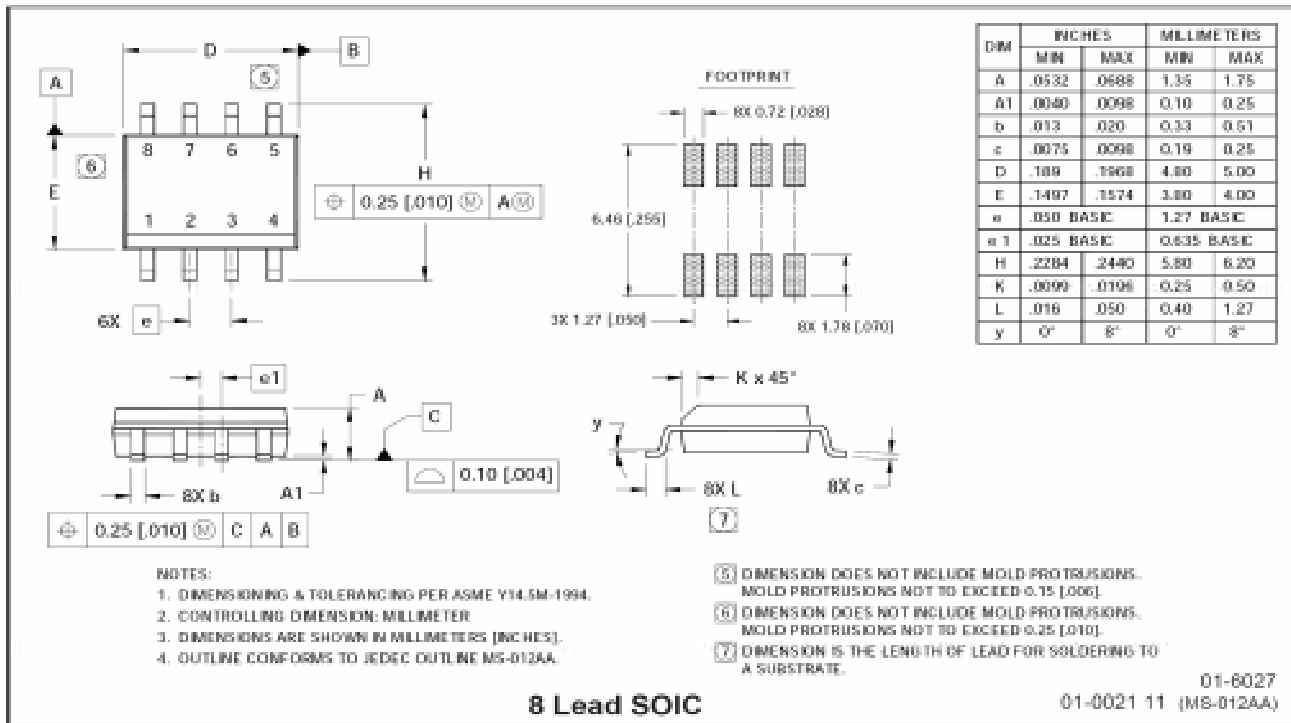 D
B
A
5
8 7 6 5
6
E
H
⌖ 0.25 [.010] Ⓜ A Ⓜ
1 2 3 4
6X e
FOOTPRINT
8X 0.72 [.028]
6.46 [.255]
3X 1.27 [.050]
8X 1.78 [.070]
DIM INCHES MILLIMETERS
MIN MAX MIN MAX
A .0532 .0688 1.35 1.75
A1 .0040 .0098 0.10 0.25
b .013 .020 0.33 0.51
c .0075 .0098 0.19 0.25
D .189 .1968 4.80 5.00
E .1497 .1574 3.80 4.00
e .050 BASIC 1.27 BASIC
e 1 .025 BASIC 0.635 BASIC
H .2284 .2440 5.80 6.20
K .0099 .0196 0.25 0.50
L .016 .050 0.40 1.27
y 0° 8° 0° 8°
e1
A
C
0.10 [.004]
8X b
A1
⌖ 0.25 [.010] Ⓜ C A B
K x 45°
y
8X L
7
8X c
NOTES:
1. DIMENSIONING & TOLERANCING PER ASME Y14.5M-1994.
2. CONTROLLING DIMENSION: MILLIMETER
3. DIMENSIONS ARE SHOWN IN MILLIMETERS [INCHES].
4. OUTLINE CONFORMS TO JEDEC OUTLINE MS-012AA.
5 DIMENSION DOES NOT INCLUDE MOLD PROTRUSIONS.
MOLD PROTRUSIONS NOT TO EXCEED 0.15 [.006].
6 DIMENSION DOES NOT INCLUDE MOLD PROTRUSIONS.
MOLD PROTRUSIONS NOT TO EXCEED 0.25 [.010].
7 DIMENSION IS THE LENGTH OF LEAD FOR SOLDERING TO
A SUBSTRATE.
8 Lead SOIC
01-6027
01-0021 11 (MS-012AA)